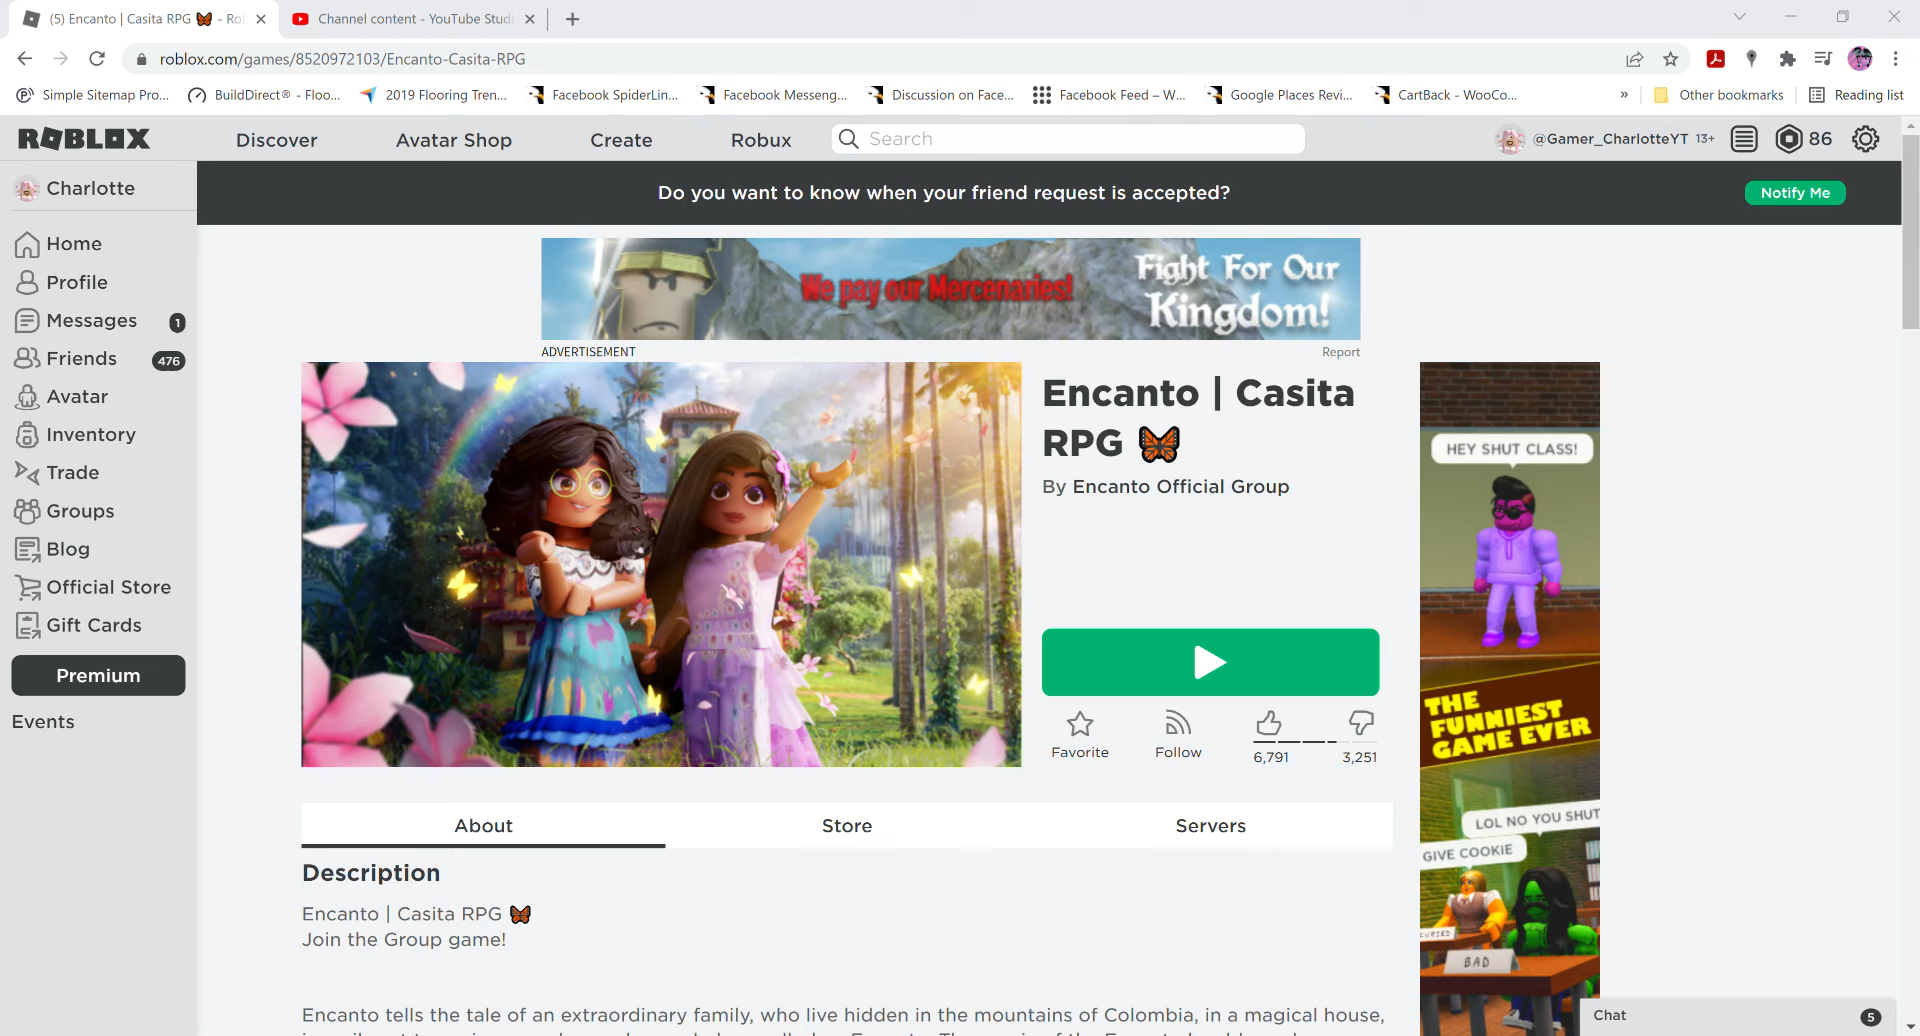 (5) Encanto | Casita RPG 🦋 - Ro
Channel content - YouTube Studi
roblox.com/games/8520972103/Encanto-Casita-RPG
Simple Sitemap Pro...
BuildDirect® - Floo...
2019 Flooring Tren...
Facebook SpiderLin...
Facebook Messeng...
Discussion on Face...
Facebook Feed – W...
Google Places Revi...
CartBack - WooCo...
»
Other bookmarks
Reading list
ROBLOX
Discover
Avatar Shop
Create
Robux
Search
@Gamer_CharlotteYT 13+
86
Charlotte
Do you want to know when your friend request is accepted?
Notify Me
Home
Profile
Messages
1
Friends
476
Avatar
Inventory
Trade
Groups
Blog
Official Store
Gift Cards
Premium
Events
We pay our Mercenaries!
Fight For Our
Kingdom!
ADVERTISEMENT
Report
Encanto | Casita
RPG 🦋
By Encanto Official Group
Favorite
Follow
6,791
3,251
About
Store
Servers
Description
Encanto | Casita RPG 🦋
Join the Group game!
Encanto tells the tale of an extraordinary family, who live hidden in the mountains of Colombia, in a magical house,
HEY SHUT CLASS!
THE
FUNNIEST
GAME EVER
LOL NO YOU SHUT
GIVE COOKIE
CURSED
BAD
Chat
5